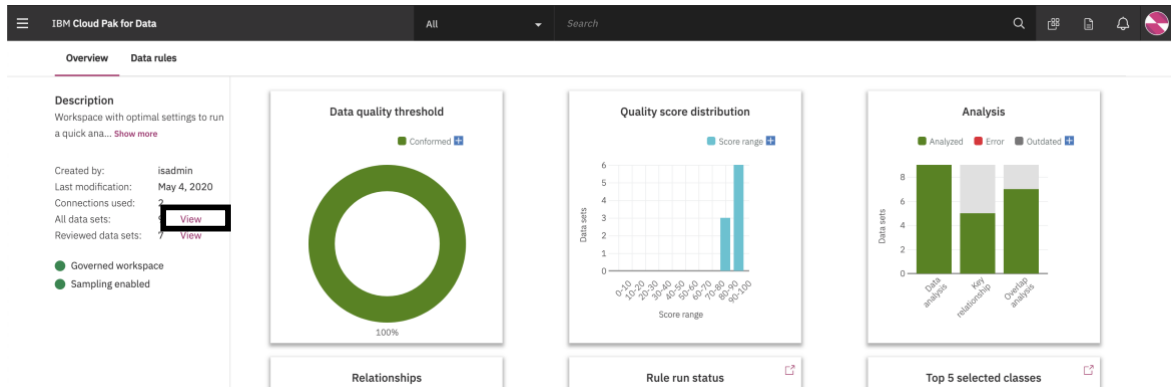 IBM Cloud Pak for Data
All
Search
Overview
Data rules
Description
Workspace with optimal settings to run
a quick ana... Show more
Created by: isadmin
Last modification: May 4, 2020
Connections used: 2
All data sets: View
Reviewed data sets: 7 View
Governed workspace
Sampling enabled
Data quality threshold
Conformed
100%
Quality score distribution
Score range
Data sets
6
5
4
3
2
1
0
0-10
10-20
20-30
30-40
40-50
50-60
60-70
70-80
80-90
90-100
Score range
Analysis
Analyzed
Error
Outdated
Data sets
8
6
4
2
0
Data
analysis
Key
relationship
Overlap
analysis
Relationships
Rule run status
Top 5 selected classes